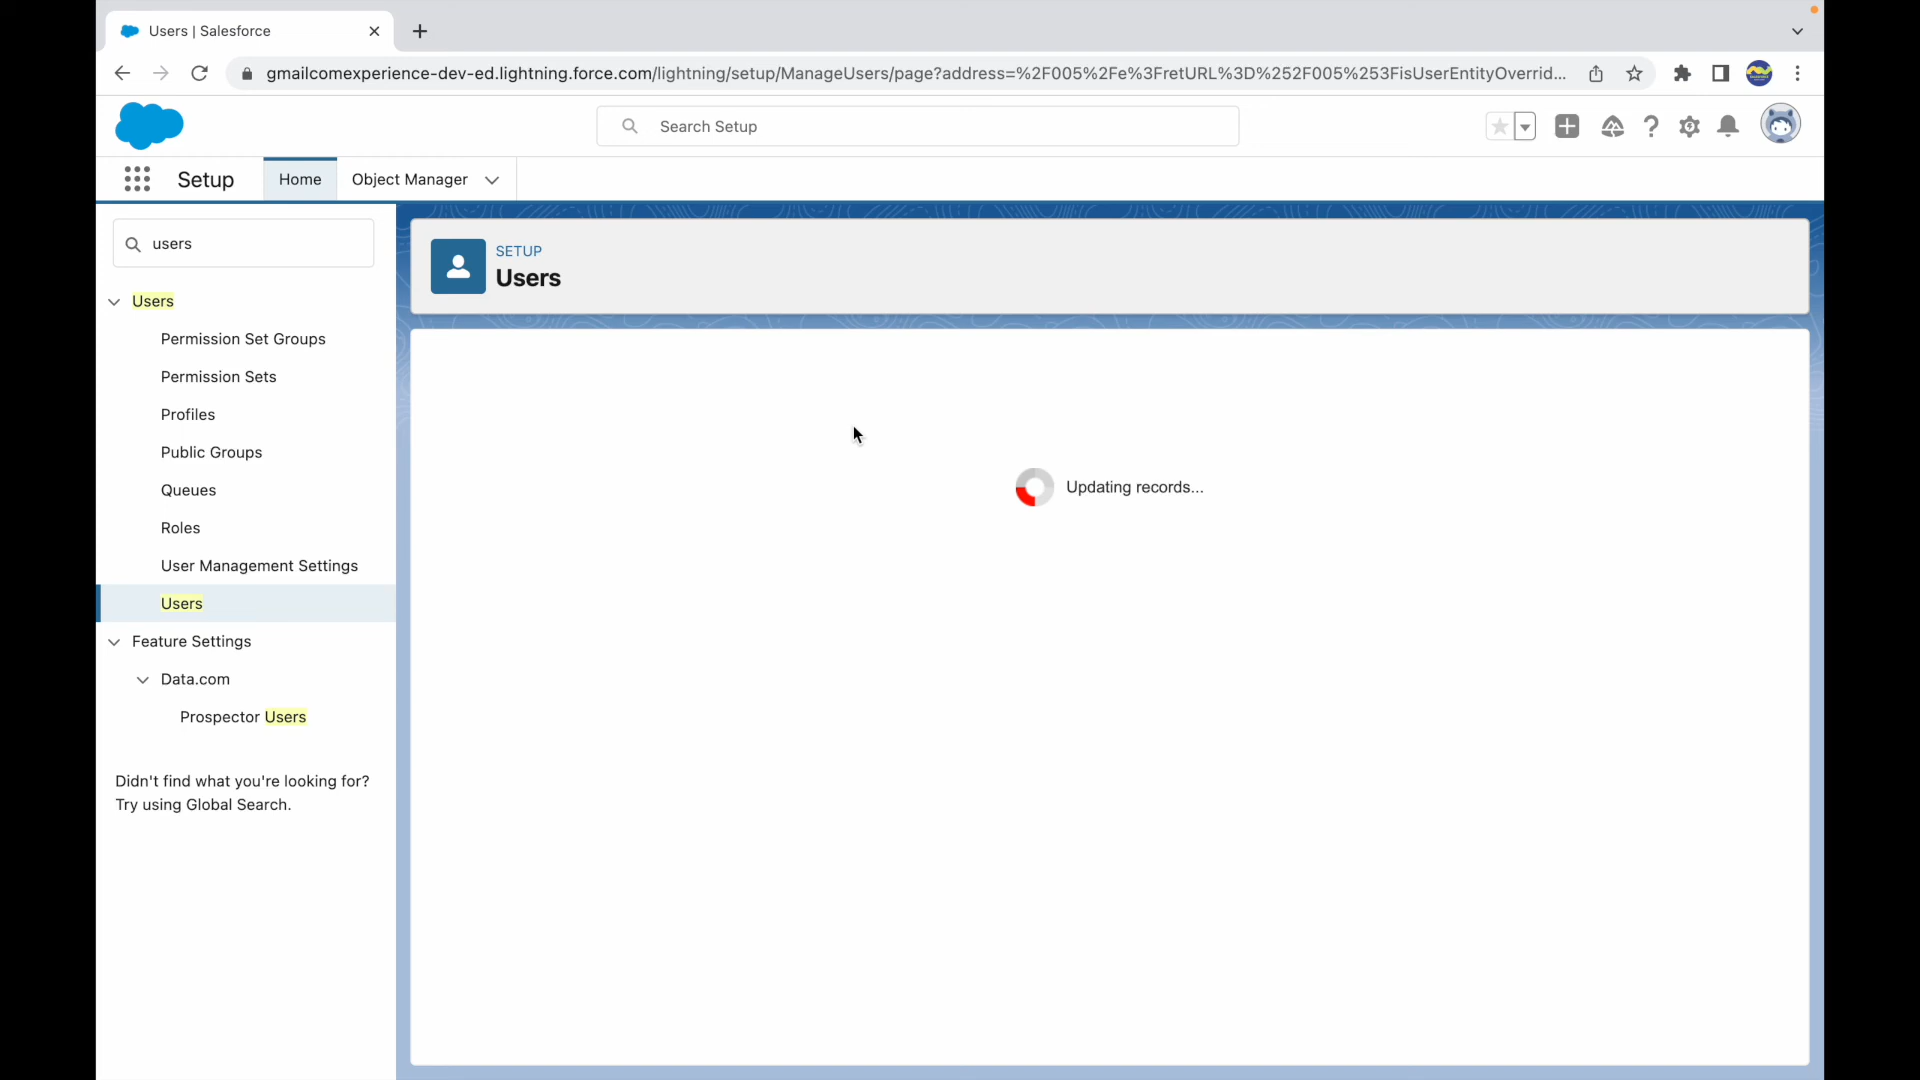 Users | Salesforce
gmailcomexperience-dev-ed.lightning.force.com/lightning/setup/ManageUsers/page?address=%2F005%2Fe%3FretURL%3D%252F005%253FisUserEntityOverrid...
Search Setup
Setup
Home
Object Manager
users
Users
Permission Set Groups
Permission Sets
Profiles
Public Groups
Queues
Roles
User Management Settings
Users
Feature Settings
Data.com
Prospector Users
Didn't find what you're looking for?
Try using Global Search.
SETUP
Users
Updating records...